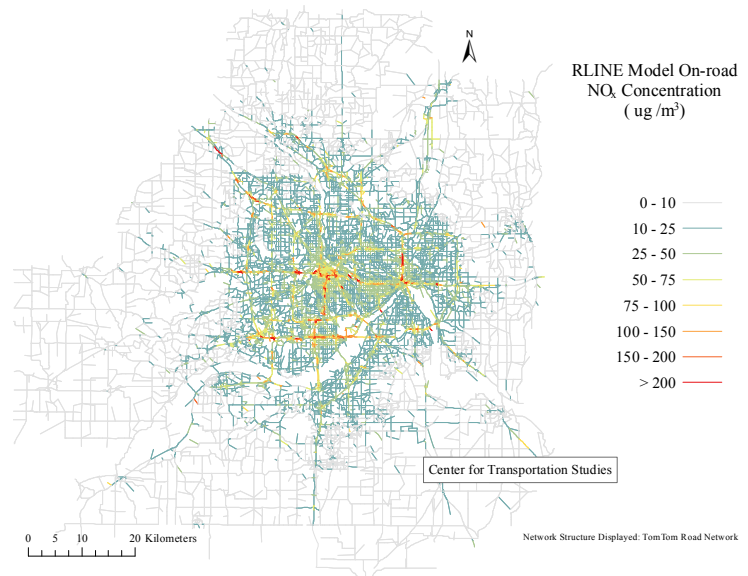 N
RLINE Model On-road
NOx Concentration
( ug /m³)
0 - 10
10 - 25
25 - 50
50 - 75
75 - 100
100 - 150
150 - 200
> 200
Center for Transportation Studies
0 5 10 20 Kilometers
Network Structure Displayed: TomTom Road Network